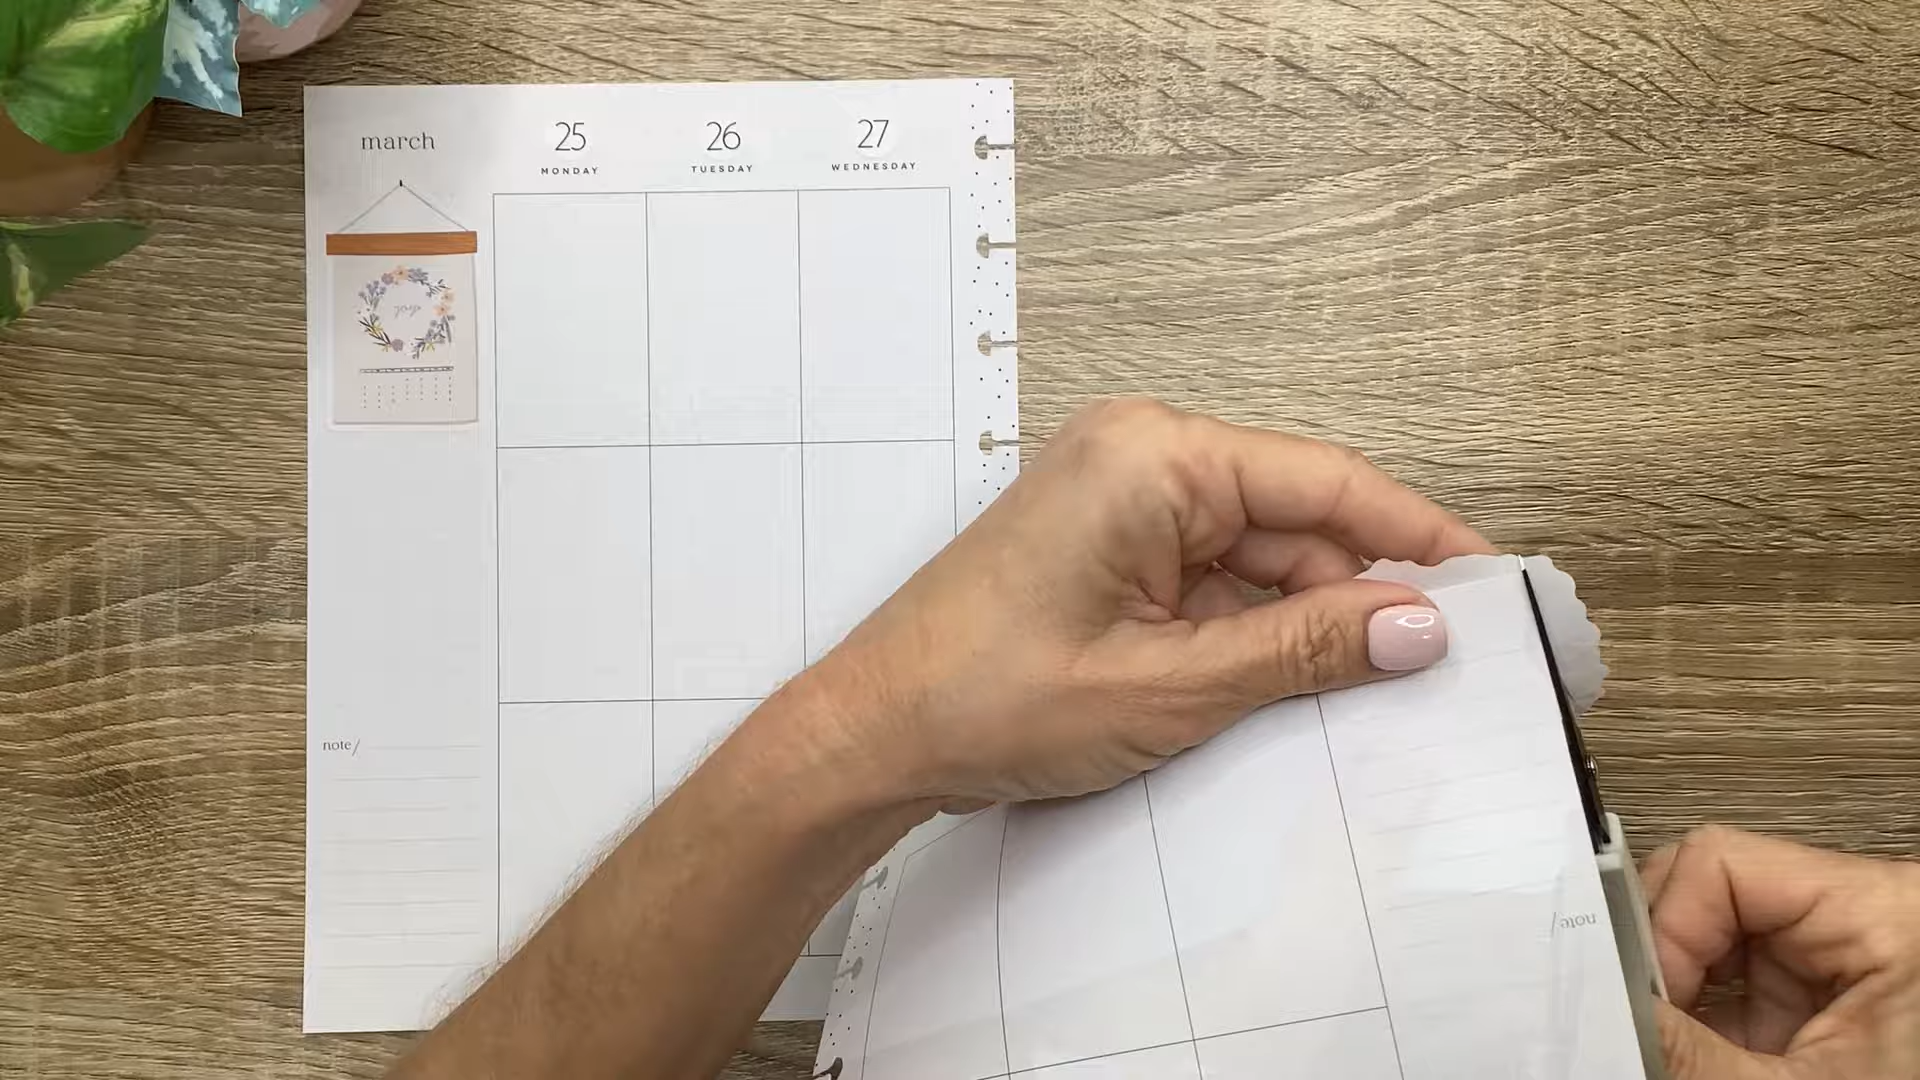 march
25
MONDAY
26
TUESDAY
27
WEDNESDAY
note/
note/